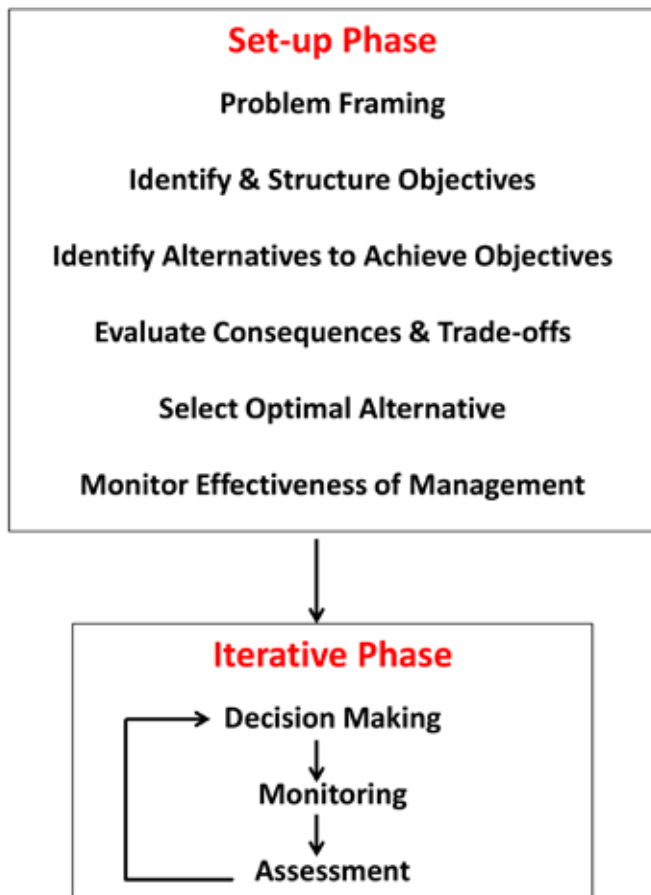 Set-up Phase
Problem Framing
Identify & Structure Objectives
Identify Alternatives to Achieve Objectives
Evaluate Consequences & Trade-offs
Select Optimal Alternative
Monitor Effectiveness of Management
Iterative Phase
Decision Making
Monitoring
Assessment